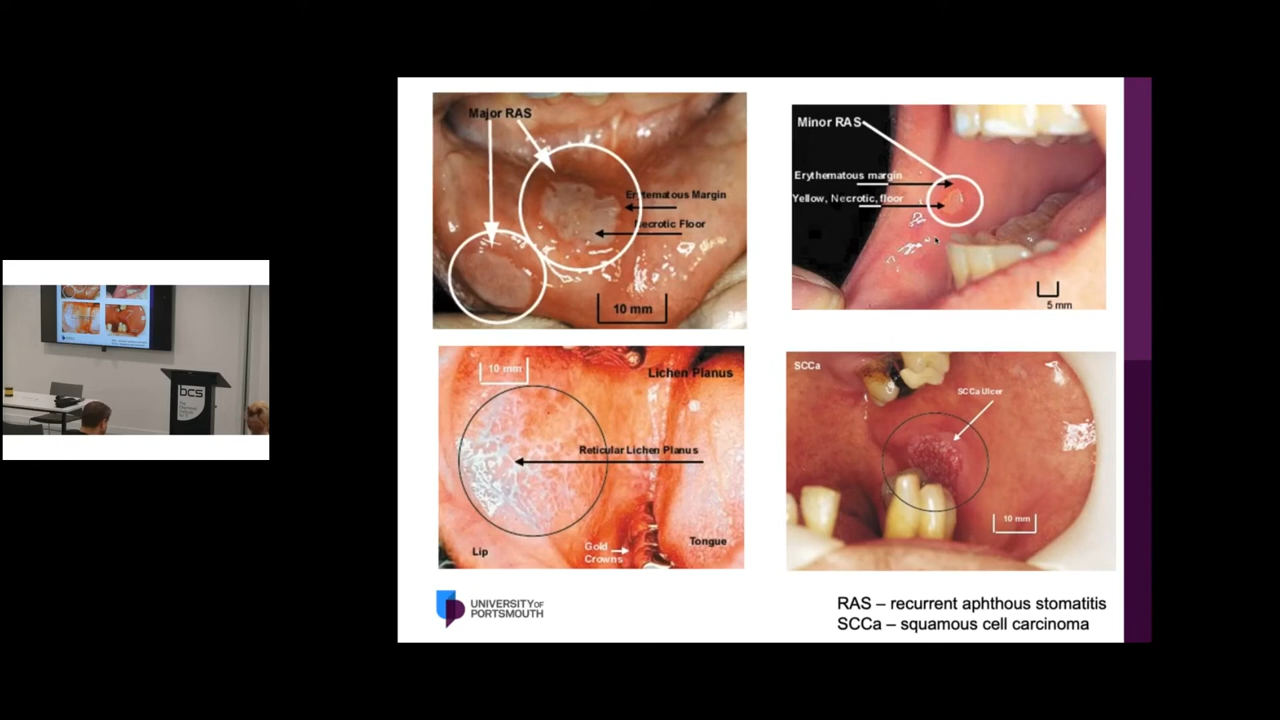 Major RAS
Erytematous Margin
Necrotic Floor
10 mm
Minor RAS
Erythematous margin
Yellow, Necrotic, floor
5 mm
10 mm
Lichen Planus
Reticular Lichen Planus
Lip
Gold
Crowns
Tongue
SCCa
SCCa Ulcer
10 mm
UNIVERSITY OF
PORTSMOUTH
RAS – recurrent aphthous stomatitis
SCCa – squamous cell carcinoma
bcs